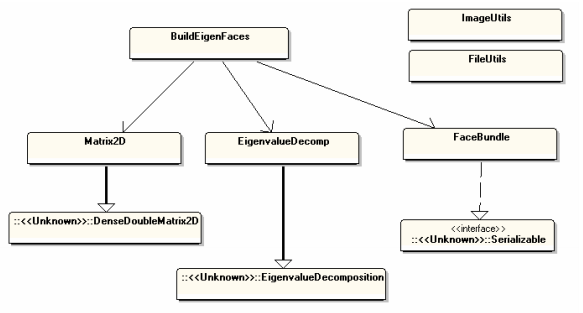 ImageUtils
BuildEigenFaces
FileUtils
Matrix2D
EigenvalueDecomp
FaceBundle
::<<Unknown>>::DenseDoubleMatrix2D
<<interface>>
::<<Unknown>>::Serializable
::<<Unknown>>::EigenvalueDecomposition